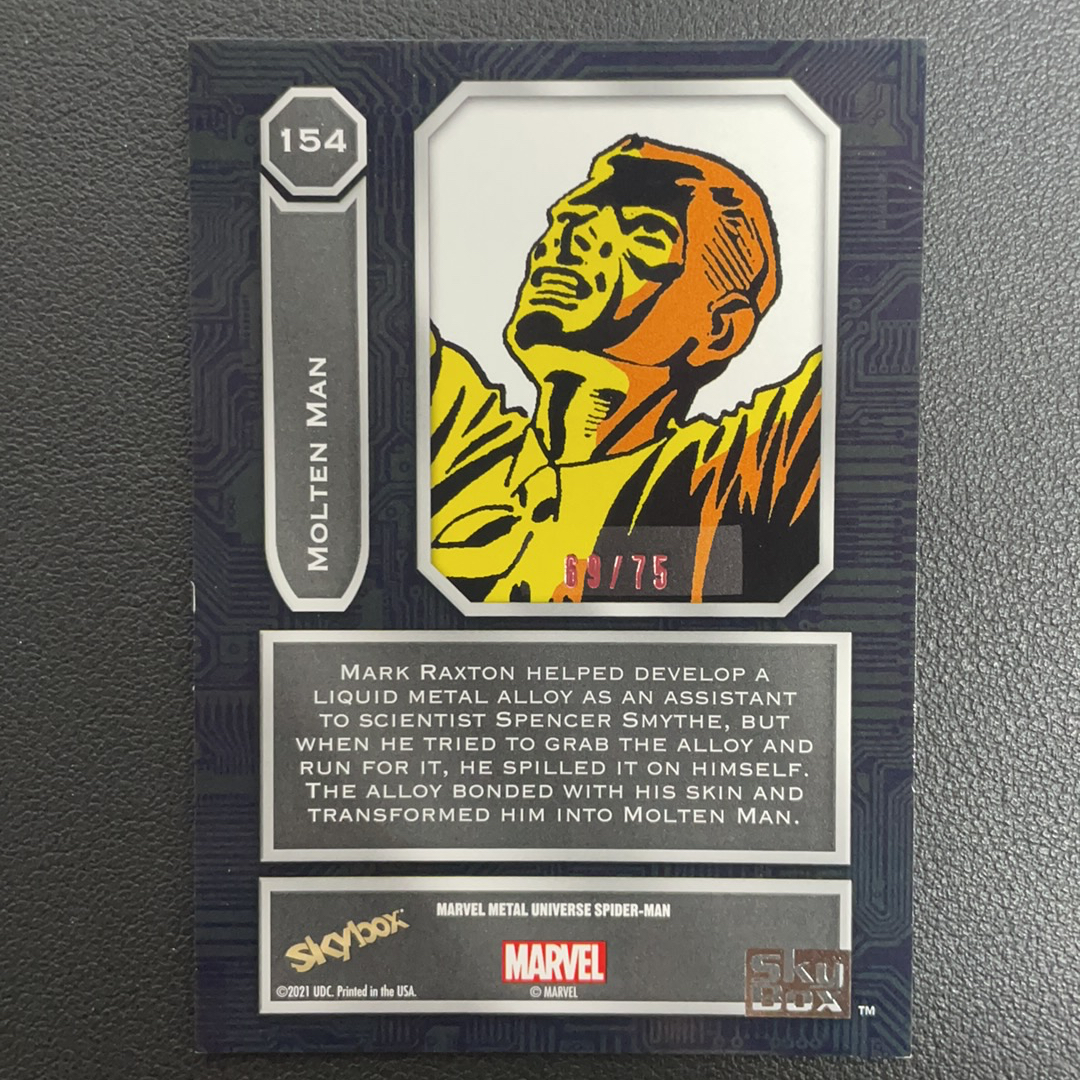 154
MOLTEN MAN
69/75
MARK RAXTON HELPED DEVELOP A
LIQUID METAL ALLOY AS AN ASSISTANT
TO SCIENTIST SPENCER SMYTHE, BUT
WHEN HE TRIED TO GRAB THE ALLOY AND
RUN FOR IT, HE SPILLED IT ON HIMSELF.
THE ALLOY BONDED WITH HIS SKIN AND
TRANSFORMED HIM INTO MOLTEN MAN.
MARVEL METAL UNIVERSE SPIDER-MAN
skybox
MARVEL
©2021 UDC. Printed in the USA.
© MARVEL
Sky
Box
TM